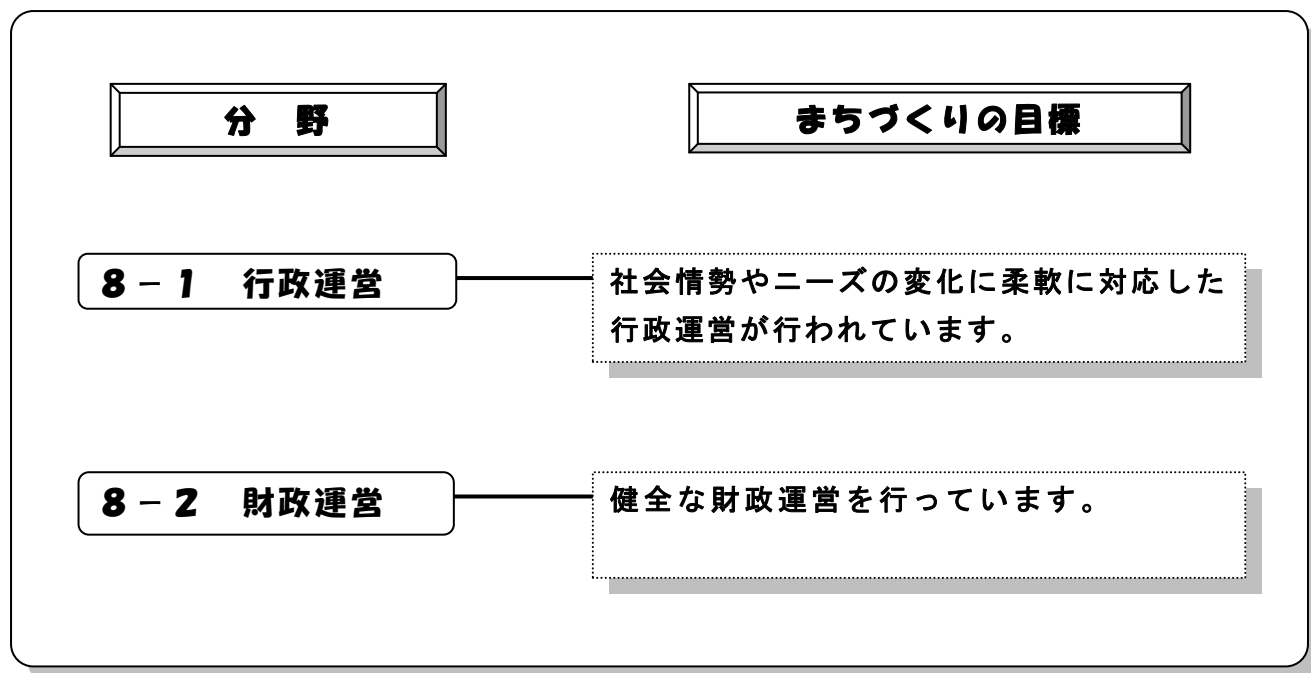 分　野
まちづくりの目標
８－１　行政運営
社会情勢やニーズの変化に柔軟に対応した
行政運営が行われています。
８－２　財政運営
健全な財政運営を行っています。